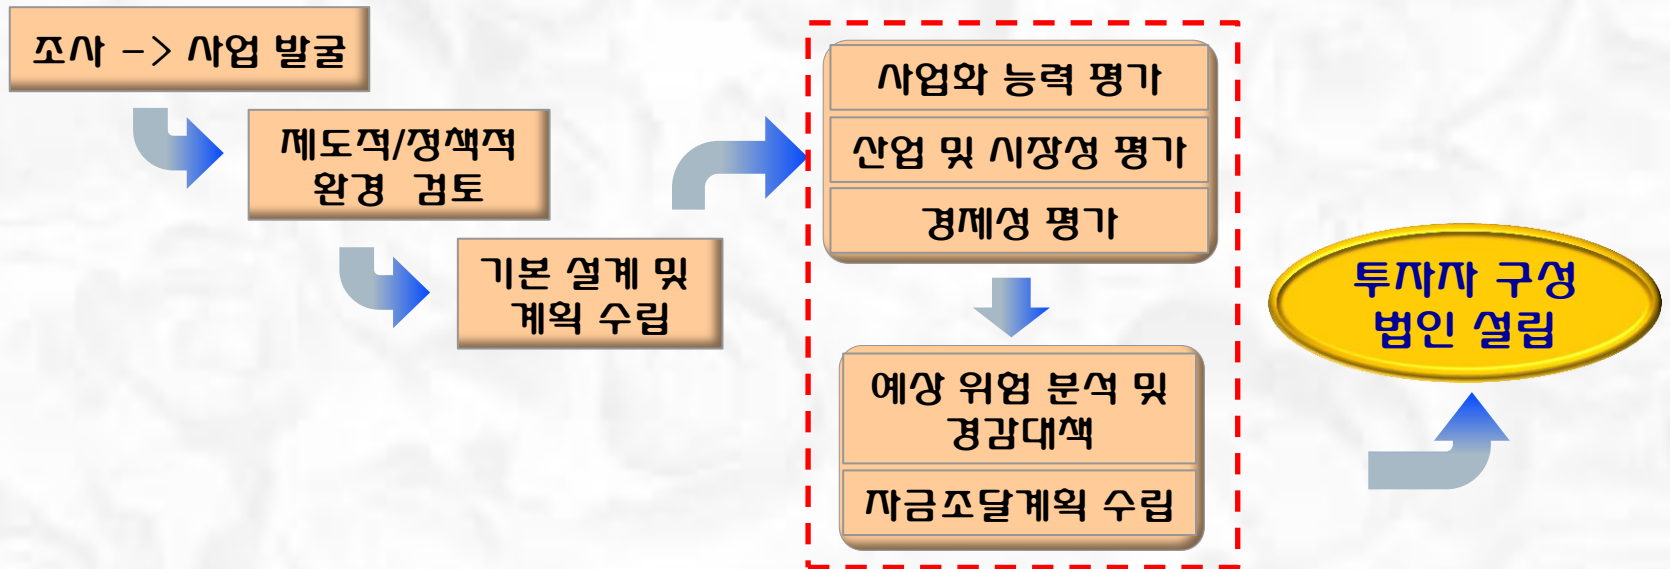 조사 -> 사업 발굴
제도적/정책적
환경 검토
기본 설계 및
계획 수립
사업화 능력 평가
산업 및 시장성 평가
경제성 평가
예상 위험 분석 및
경감대책
자금조달계획 수립
투자자 구성
법인 설립